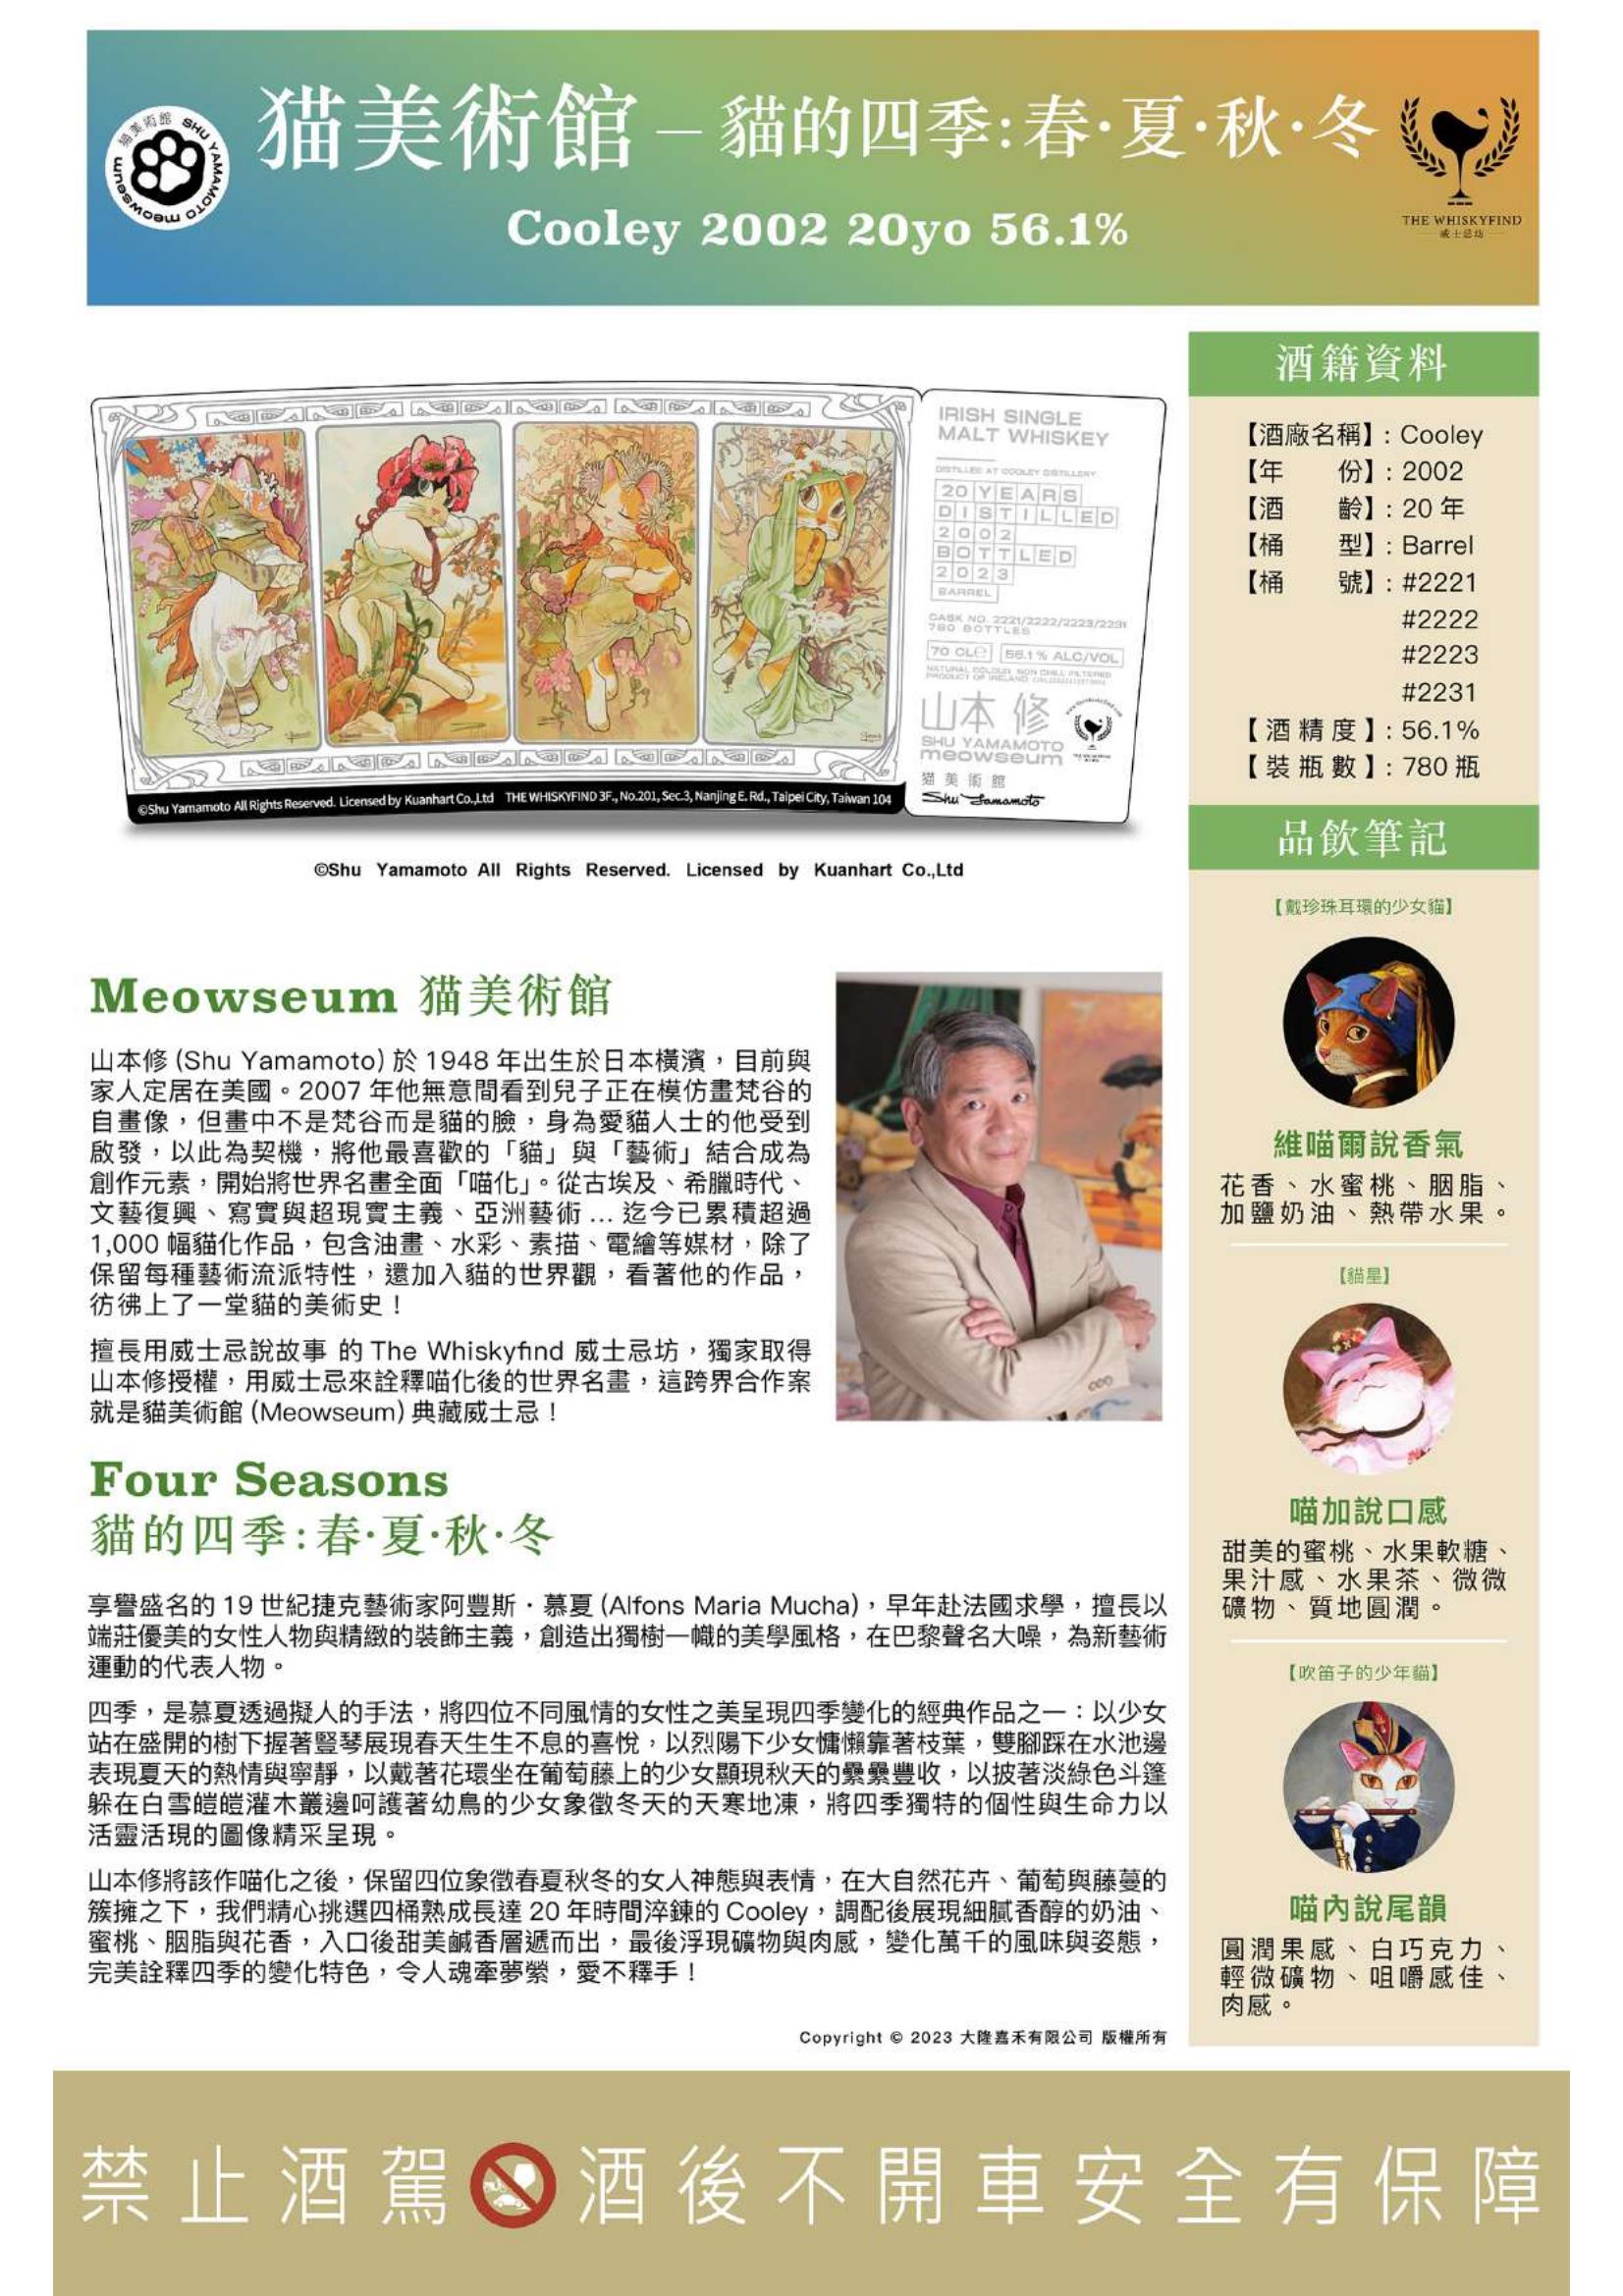 猫美術館 SHU YAMAMOTO meowseum
猫美術館 – 貓的四季:春·夏·秋·冬
Cooley 2002 20yo 56.1%
THE WHISKYFIND
威士忌坊
IRISH SINGLE
MALT WHISKEY
DISTILLED AT COOLEY DISTILLERY
20 YEARS
DISTILLED
2002
BOTTLED
2023
BARREL
CASK NO. 2221/2222/2223/2231
780 BOTTLES
70 CL℮ 56.1% ALC/VOL
NATURAL COLOUR NON CHILL FILTERED
PRODUCT OF IRELAND
山本 修
SHU YAMAMOTO
meowseum
猫美術館
Shu Yamamoto
©Shu Yamamoto All Rights Reserved. Licensed by Kuanhart Co.,Ltd THE WHISKYFIND 3F., No.201, Sec.3, Nanjing E. Rd., Taipei City, Taiwan 104
©Shu Yamamoto All Rights Reserved. Licensed by Kuanhart Co.,Ltd
Meowseum 猫美術館
山本修 (Shu Yamamoto) 於 1948 年出生於日本橫濱，目前與
家人定居在美國。2007 年他無意間看到兒子正在模仿畫梵谷的
自畫像，但畫中不是梵谷而是貓的臉，身為愛貓人士的他受到
啟發，以此為契機，將他最喜歡的「貓」與「藝術」結合成為
創作元素，開始將世界名畫全面「喵化」。從古埃及、希臘時代、
文藝復興、寫實與超現實主義、亞洲藝術 ... 迄今已累積超過
1,000 幅貓化作品，包含油畫、水彩、素描、電繪等媒材，除了
保留每種藝術流派特性，還加入貓的世界觀，看著他的作品，
彷彿上了一堂貓的美術史！
擅長用威士忌說故事 的 The Whiskyfind 威士忌坊，獨家取得
山本修授權，用威士忌來詮釋喵化後的世界名畫，這跨界合作案
就是貓美術館 (Meowseum) 典藏威士忌！
Four Seasons
貓的四季:春·夏·秋·冬
享譽盛名的 19 世紀捷克藝術家阿豐斯·慕夏 (Alfons Maria Mucha)，早年赴法國求學，擅長以
端莊優美的女性人物與精緻的裝飾主義，創造出獨樹一幟的美學風格，在巴黎聲名大噪，為新藝術
運動的代表人物。
四季，是慕夏透過擬人的手法，將四位不同風情的女性之美呈現四季變化的經典作品之一：以少女
站在盛開的樹下握著豎琴展現春天生生不息的喜悅，以烈陽下少女慵懶靠著枝葉，雙腳踩在水池邊
表現夏天的熱情與寧靜，以戴著花環坐在葡萄藤上的少女顯現秋天的纍纍豐收，以披著淡綠色斗篷
躲在白雪皚皚灌木叢邊呵護著幼鳥的少女象徵冬天的天寒地凍，將四季獨特的個性與生命力以
活靈活現的圖像精采呈現。
山本修將該作喵化之後，保留四位象徵春夏秋冬的女人神態與表情，在大自然花卉、葡萄與藤蔓的
簇擁之下，我們精心挑選四桶熟成長達 20 年時間淬鍊的 Cooley，調配後展現細膩香醇的奶油、
蜜桃、胭脂與花香，入口後甜美鹹香層遞而出，最後浮現礦物與肉感，變化萬千的風味與姿態，
完美詮釋四季的變化特色，令人魂牽夢縈，愛不釋手！
Copyright © 2023 大隆嘉禾有限公司 版權所有
酒籍資料
【酒廠名稱】: Cooley
【年 份】: 2002
【酒 齡】: 20 年
【桶 型】: Barrel
【桶 號】: #2221
#2222
#2223
#2231
【酒精度】: 56.1%
【裝瓶數】: 780 瓶
品飲筆記
【戴珍珠耳環的少女貓】
維喵爾說香氣
花香、水蜜桃、胭脂、
加鹽奶油、熱帶水果。
【貓星】
喵加說口感
甜美的蜜桃、水果軟糖、
果汁感、水果茶、微微
礦物、質地圓潤。
【吹笛子的少年貓】
喵內說尾韻
圓潤果感、白巧克力、
輕微礦物、咀嚼感佳、
肉感。
禁止酒駕 酒後不開車安全有保障